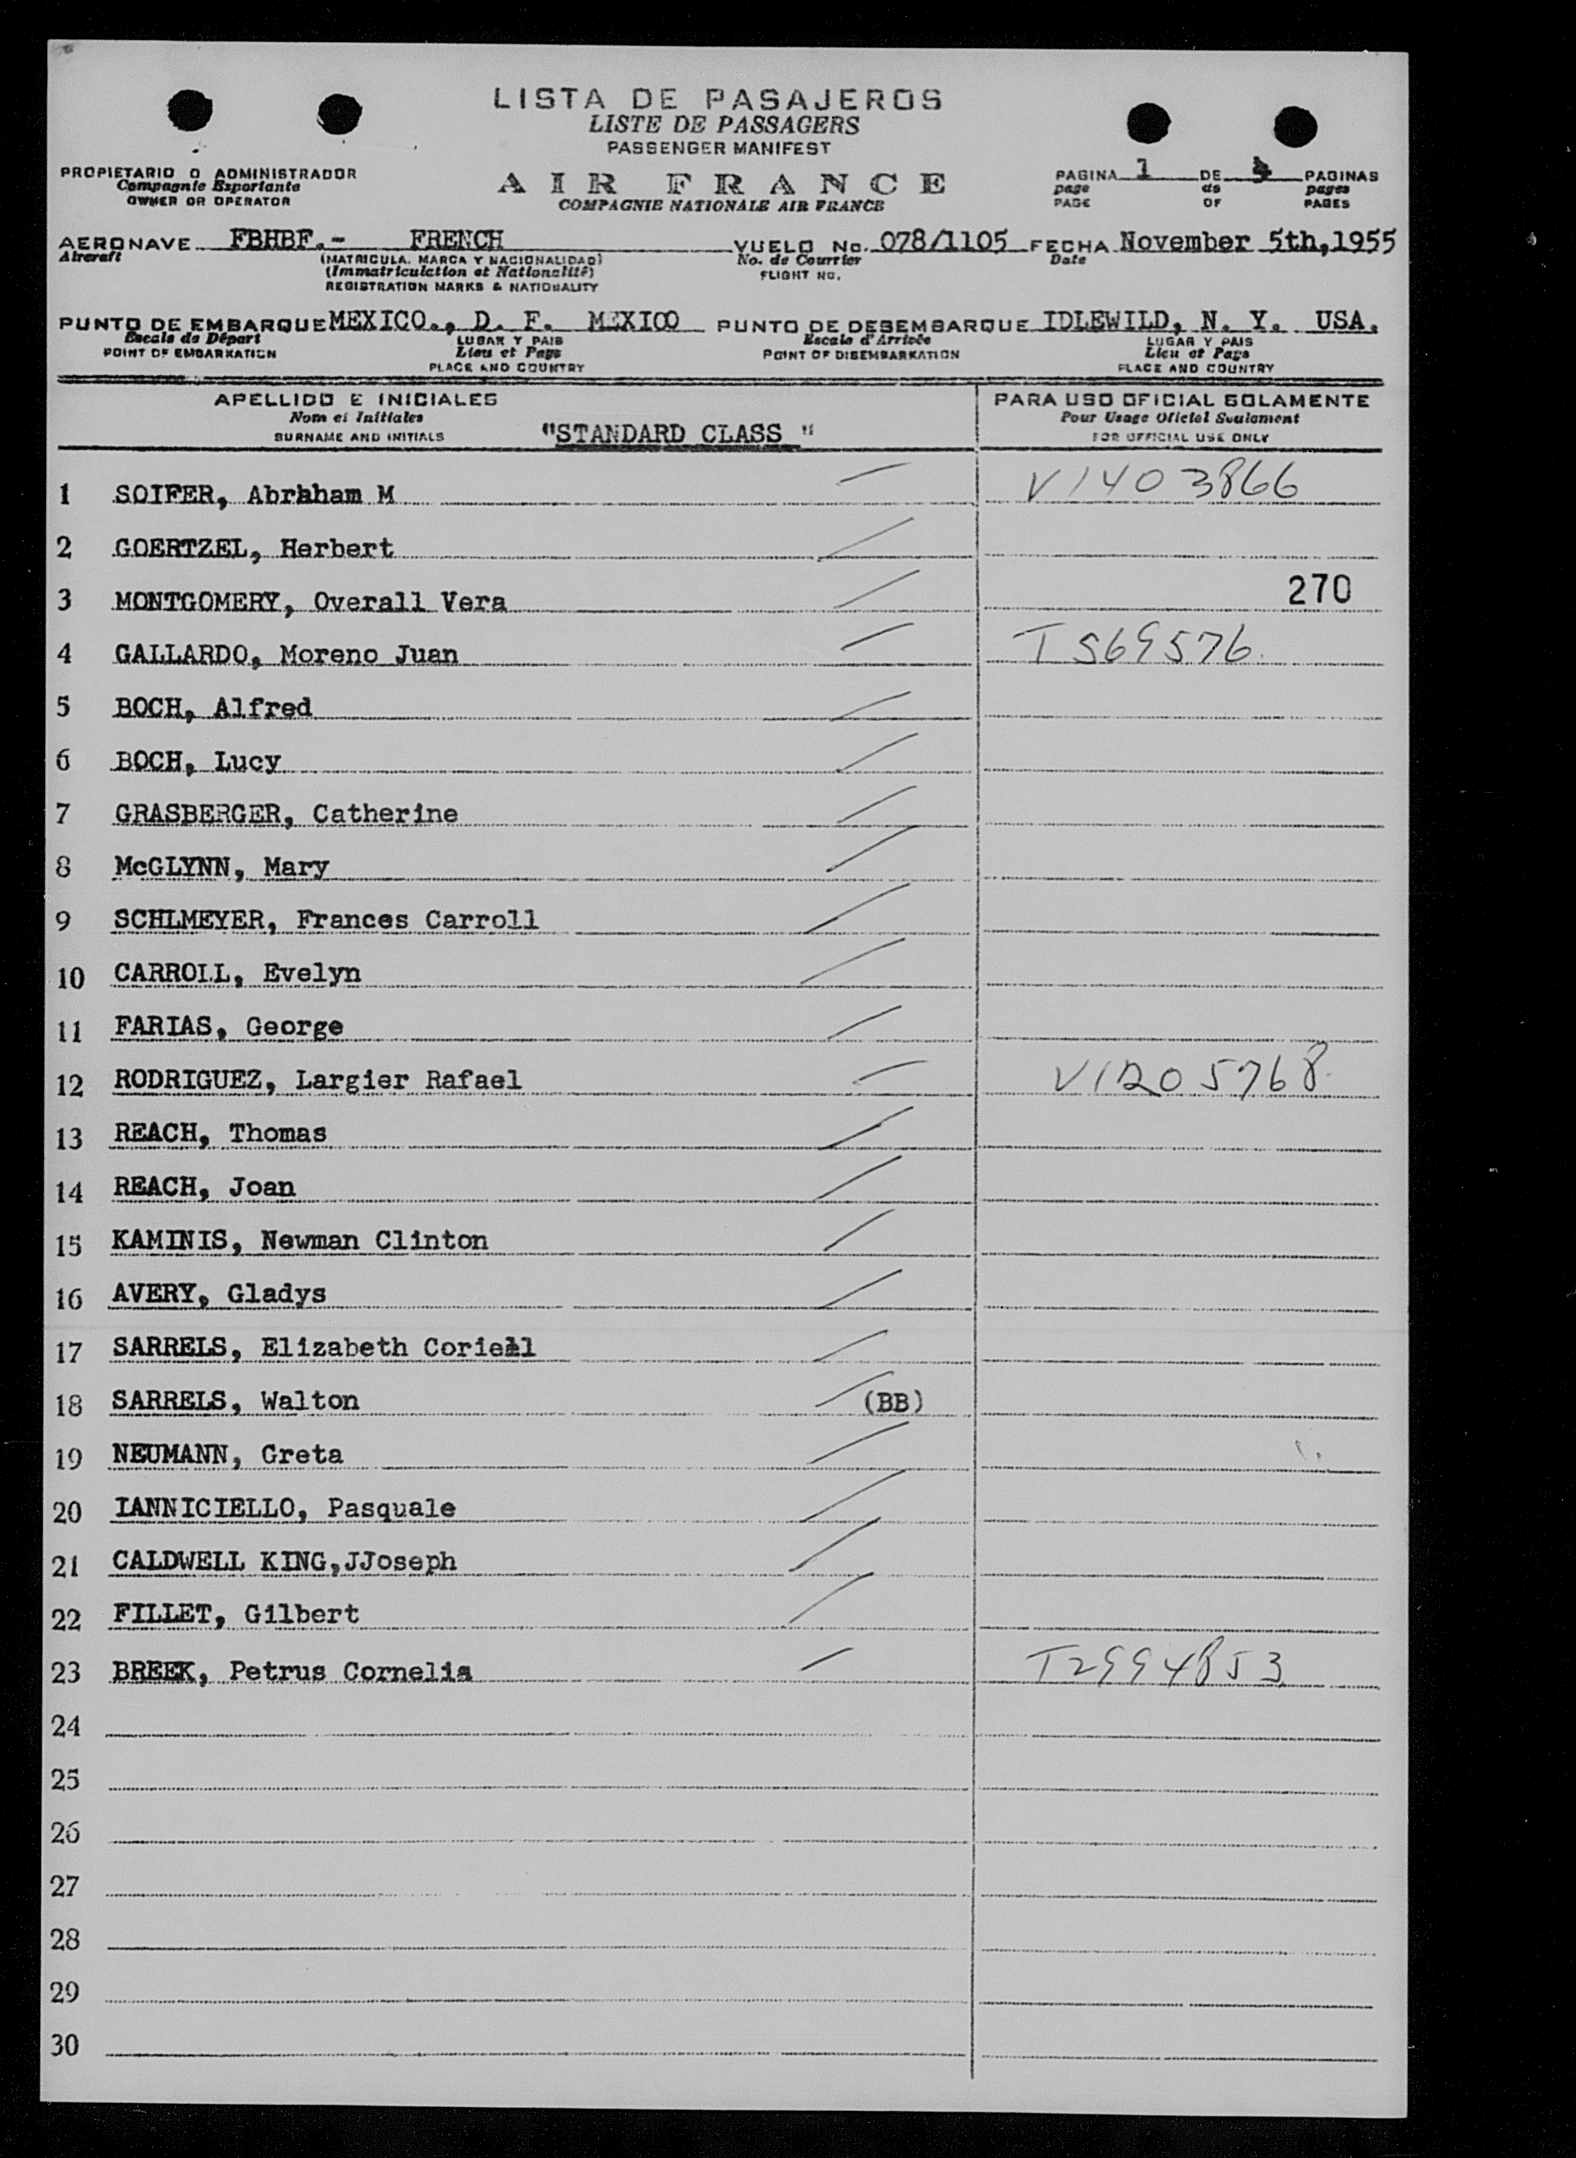 LISTA DE PASAJEROS
LISTE DE PASSAGERS
PASSENGER MANIFEST
PROPIETARIO O ADMINISTRADOR
Compagnie Exportante
OWNER OR OPERATOR
AIR FRANCE
COMPAGNIE NATIONALE AIR FRANCE
PAGINA 1 DE PAGINAS
page de pages
PAGE OF PAGES
AERONAVE FBHBF.- FRENCH VUELO No. 078/1105 FECHA November 5th,1955
Aircraft (MATRICULA. MARCA Y NACIONALIDAD) No. de Courrier Date
(Immatriculation et Nationalité) FLIGHT NO.
REGISTRATION MARKS & NATIONALITY
PUNTO DE EMBARQUE MEXICO., D. F. MEXICO PUNTO DE DESEMBARQUE IDLEWILD, N. Y. USA.
Escale de Départ LUGAR Y PAIS Escale d'Arrivée LUGAR Y PAIS
POINT OF EMBARKATION Lieu et Pays POINT OF DISEMBARKATION Lieu et Pays
PLACE AND COUNTRY PLACE AND COUNTRY
APELLIDO E INICIALES PARA USO OFICIAL SOLAMENTE
Nom et Initiales Pour Usage Oficiel Seulement
SURNAME AND INITIALS "STANDARD CLASS " FOR OFFICIAL USE ONLY
1 SOIFER, Abrhham M V1403866
2 GOERTZEL, Herbert
3 MONTGOMERY, Overall Vera 270
4 GALLARDO, Moreno Juan T569576
5 BOCH, Alfred
6 BOCH, Lucy
7 GRASBERGER, Catherine
8 McGLYNN, Mary
9 SCHLMEYER, Frances Carroll
10 CARROLL, Evelyn
11 FARIAS, George
12 RODRIGUEZ, Largier Rafael V1205768
13 REACH, Thomas
14 REACH, Joan
15 KAMINIS, Newman Clinton
16 AVERY, Gladys
17 SARRELS, Elizabeth Coriell
18 SARRELS, Walton (BB)
19 NEUMANN, Greta
20 IANNICIELLO, Pasquale
21 CALDWELL KING,JJoseph
22 FILLET, Gilbert
23 BREEK, Petrus Cornelis T2994853
24
25
26
27
28
29
30